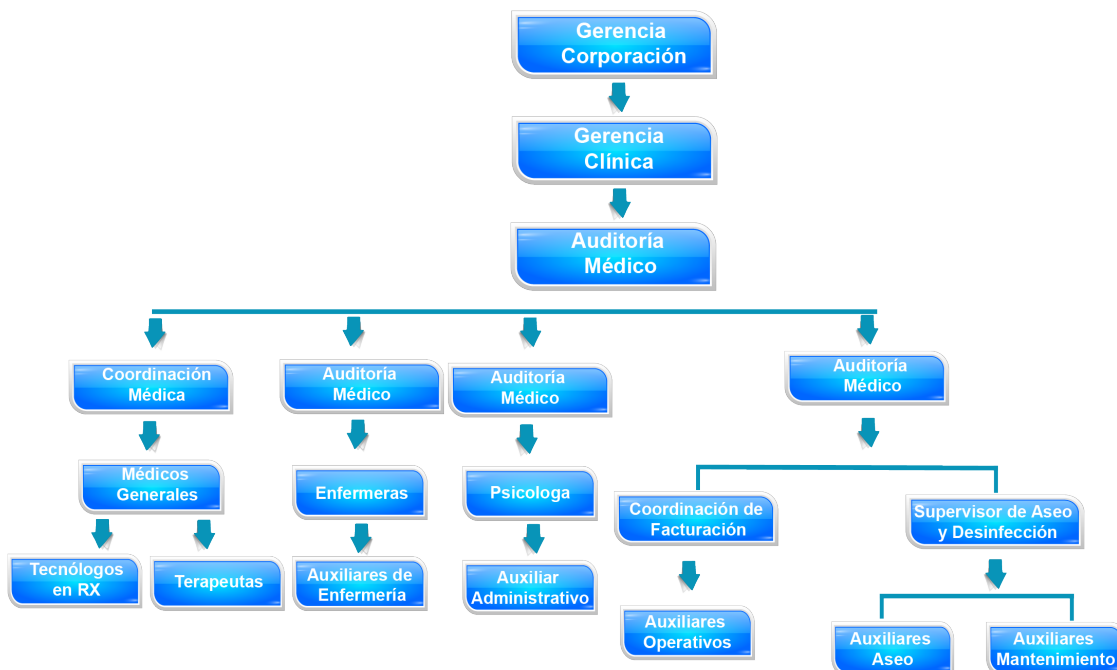 Gerencia
Corporación
Gerencia
Clínica
Auditoría
Médico
Coordinación
Médica
Auditoría
Médico
Auditoría
Médico
Auditoría
Médico
Médicos
Generales
Enfermeras
Psicologa
Coordinación de
Facturación
Supervisor de Aseo
y Desinfección
Tecnólogos
en RX
Terapeutas
Auxiliares de
Enfermería
Auxiliar
Administrativo
Auxiliares
Operativos
Auxiliares
Aseo
Auxiliares
Mantenimiento